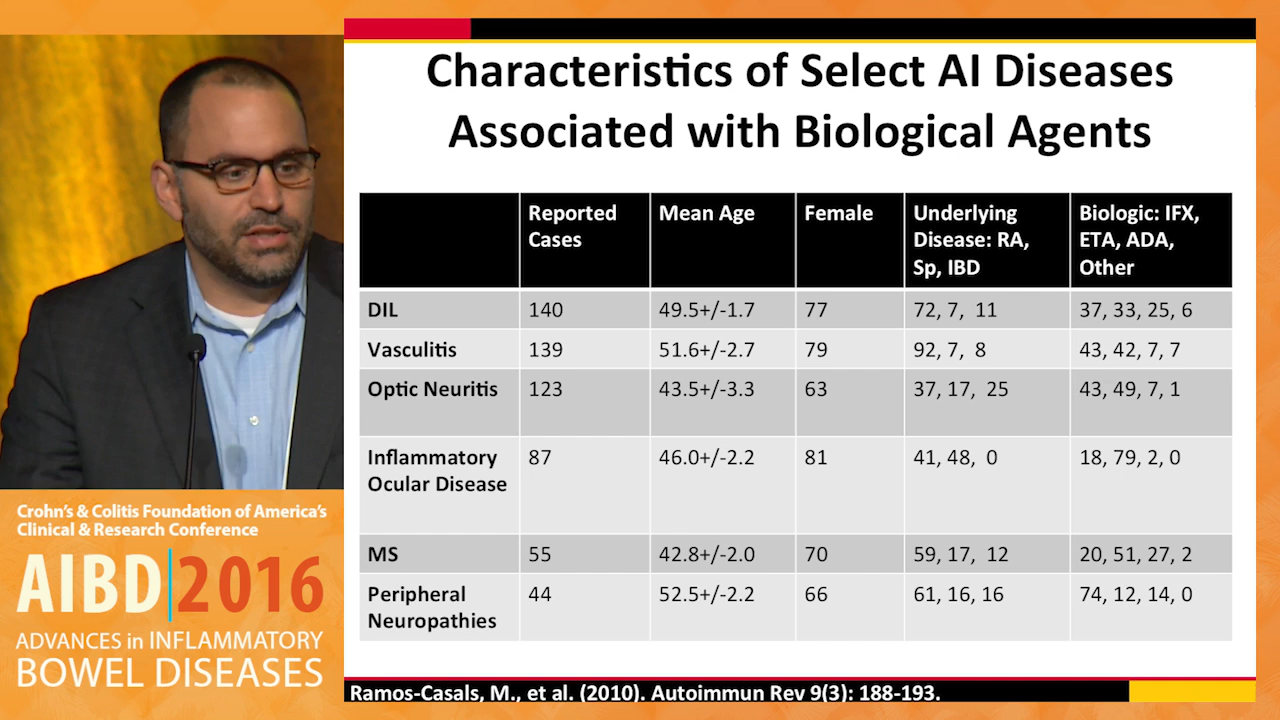 Characteristics of Select AI Diseases
Associated with Biological Agents
Reported Cases | Mean Age | Female | Underlying Disease: RA, Sp, IBD | Biologic: IFX, ETA, ADA, Other
DIL | 140 | 49.5+/-1.7 | 77 | 72, 7, 11 | 37, 33, 25, 6
Vasculitis | 139 | 51.6+/-2.7 | 79 | 92, 7, 8 | 43, 42, 7, 7
Optic Neuritis | 123 | 43.5+/-3.3 | 63 | 37, 17, 25 | 43, 49, 7, 1
Inflammatory Ocular Disease | 87 | 46.0+/-2.2 | 81 | 41, 48, 0 | 18, 79, 2, 0
MS | 55 | 42.8+/-2.0 | 70 | 59, 17, 12 | 20, 51, 27, 2
Peripheral Neuropathies | 44 | 52.5+/-2.2 | 66 | 61, 16, 16 | 74, 12, 14, 0
Ramos-Casals, M., et al. (2010). Autoimmun Rev 9(3): 188-193.
Crohn's & Colitis Foundation of America's
Clinical & Research Conference
AIBD|2016
ADVANCES in INFLAMMATORY
BOWEL DISEASES